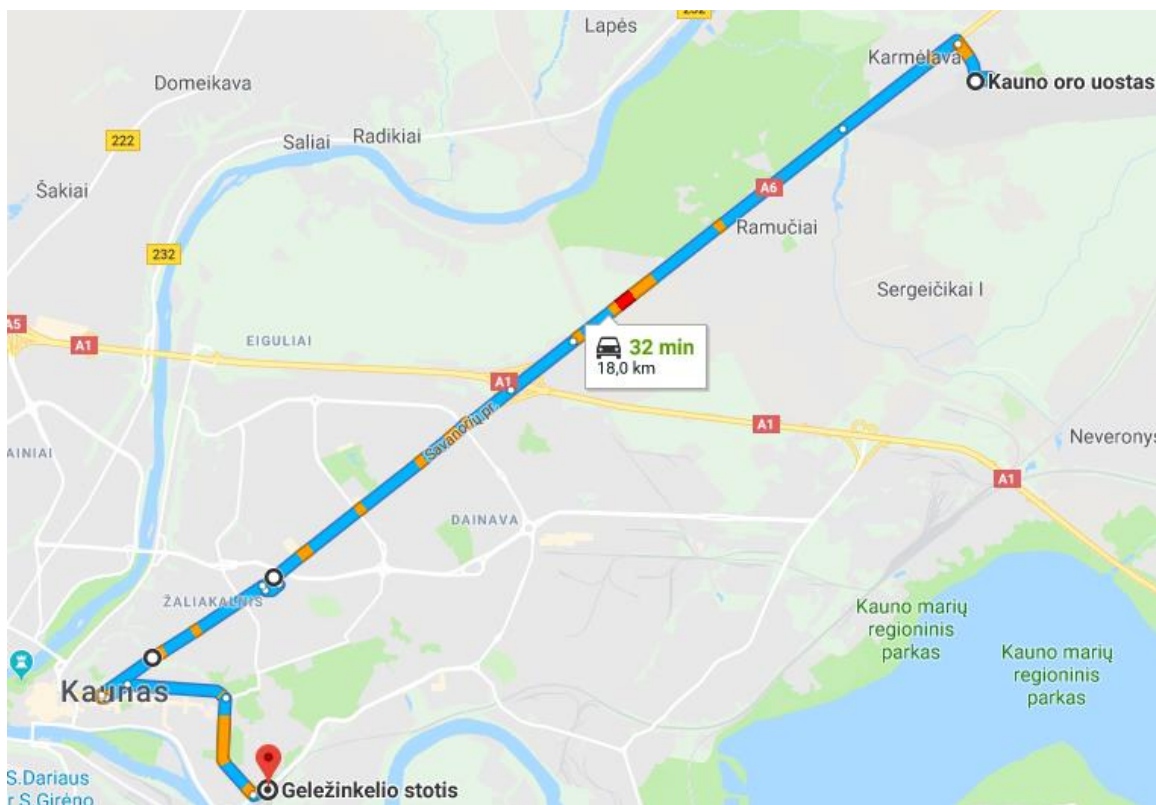 232
Lapės
Karmėlava
Kauno oro uostas
Domeikava
222
Saliai
Radikiai
Šakiai
A6
Ramučiai
232
Sergeičikai I
A5
A1
EIGULIAI
32 min
18,0 km
A1
Savanorių pr.
A1
Neveronys
AINIAI
A1
DAINAVA
ŽALIAKALNIS
Kauno marių
regioninis
parkas
Kauno marių
regioninis
parkas
Kaunas
S.Dariaus
r S.Girėno
Geležinkelio stotis